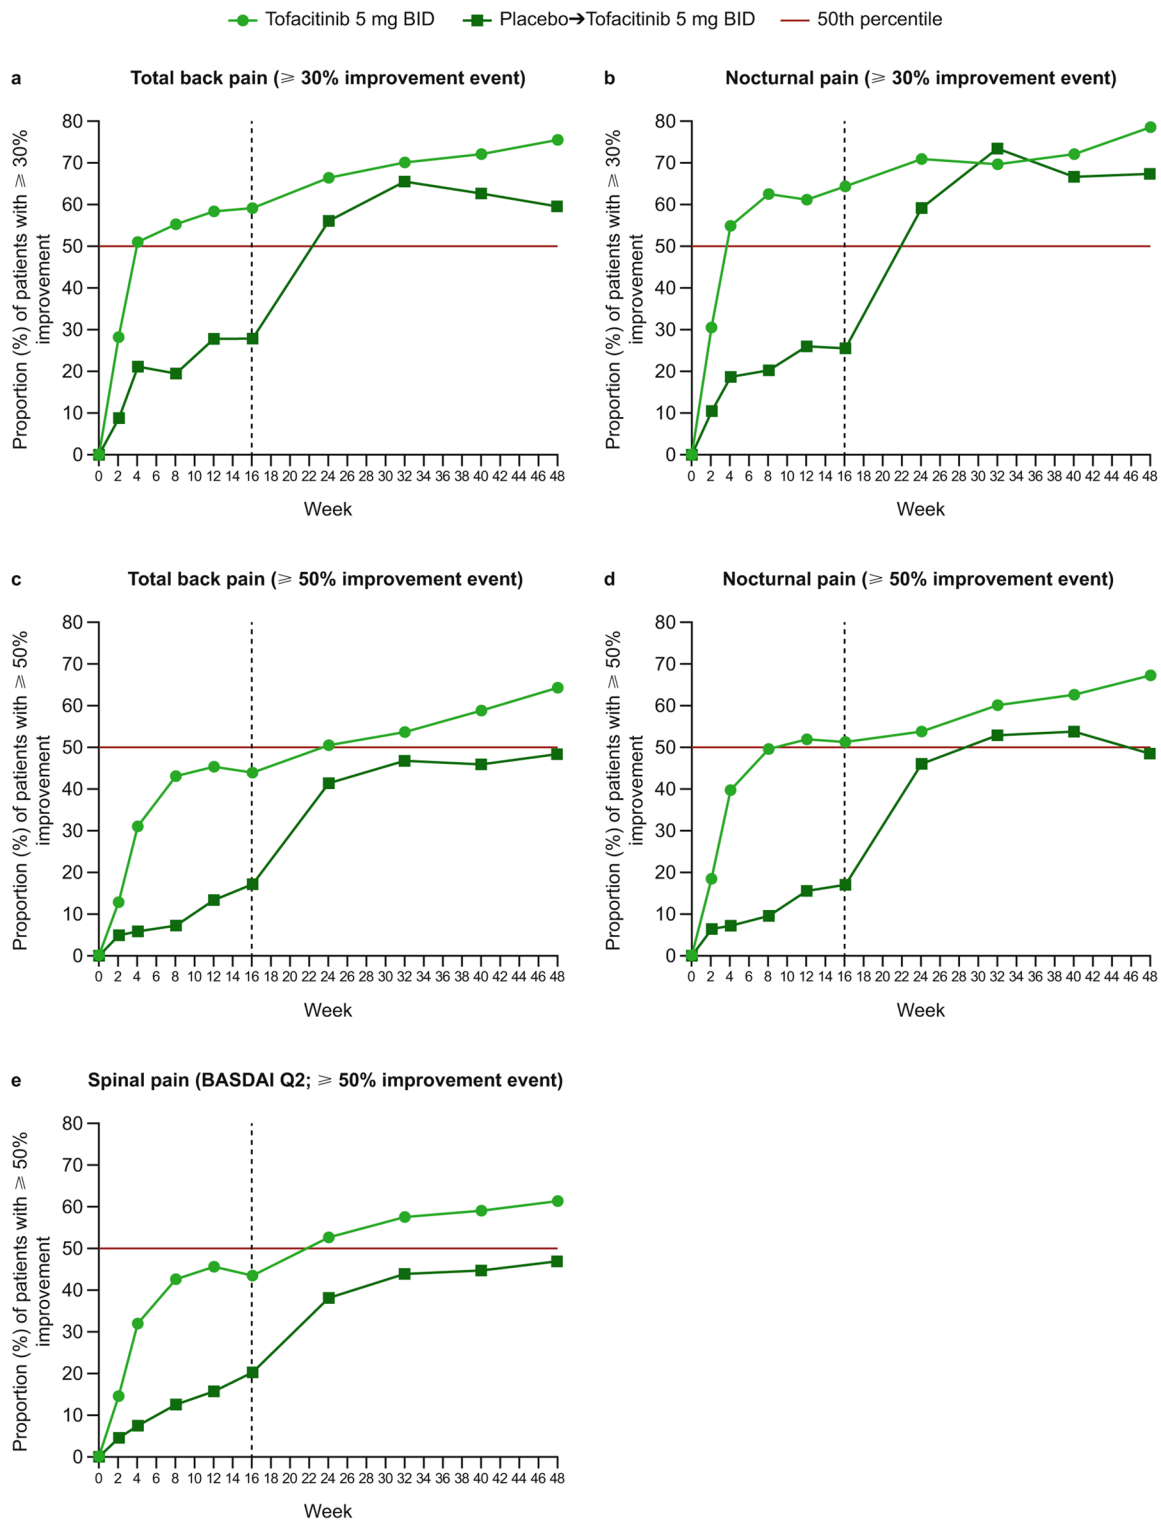 Tofacitinib 5 mg BID Placebo➔Tofacitinib 5 mg BID 50th percentile
a Total back pain (⩾ 30% improvement event)
Proportion (%) of patients with ⩾ 30%
improvement
80
70
60
50
40
30
20
10
0
0 2 4 6 8 10 12 14 16 18 20 22 24 26 28 30 32 34 36 38 40 42 44 46 48
Week
b Nocturnal pain (⩾ 30% improvement event)
Proportion (%) of patients with ⩾ 30%
improvement
80
70
60
50
40
30
20
10
0
0 2 4 6 8 10 12 14 16 18 20 22 24 26 28 30 32 34 36 38 40 42 44 46 48
Week
c Total back pain (⩾ 50% improvement event)
Proportion (%) of patients with ⩾ 50%
improvement
80
70
60
50
40
30
20
10
0
0 2 4 6 8 10 12 14 16 18 20 22 24 26 28 30 32 34 36 38 40 42 44 46 48
Week
d Nocturnal pain (⩾ 50% improvement event)
Proportion (%) of patients with ⩾ 50%
improvement
80
70
60
50
40
30
20
10
0
0 2 4 6 8 10 12 14 16 18 20 22 24 26 28 30 32 34 36 38 40 42 44 46 48
Week
e Spinal pain (BASDAI Q2; ⩾ 50% improvement event)
Proportion (%) of patients with ⩾ 50%
improvement
80
70
60
50
40
30
20
10
0
0 2 4 6 8 10 12 14 16 18 20 22 24 26 28 30 32 34 36 38 40 42 44 46 48
Week